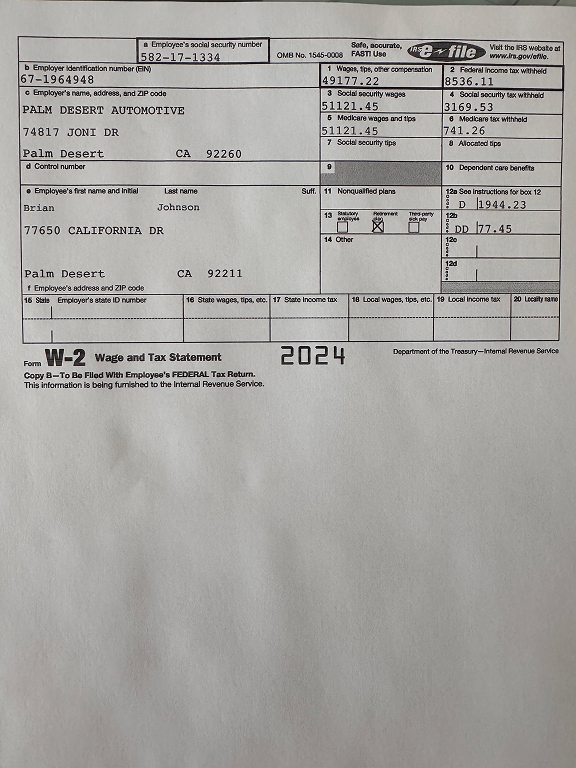 a Employee's social security number
582-17-1334
OMB No. 1545-0008
Safe, accurate,
FAST! Use
IRS e-file
Visit the IRS website at
www.irs.gov/efile.
b Employer identification number (EIN)
67-1964948
1 Wages, tips, other compensation
49177.22
2 Federal income tax withheld
8536.11
c Employer's name, address, and ZIP code
PALM DESERT AUTOMOTIVE
74817 JONI DR
Palm Desert CA 92260
3 Social security wages
51121.45
4 Social security tax withheld
3169.53
5 Medicare wages and tips
51121.45
6 Medicare tax withheld
741.26
7 Social security tips
8 Allocated tips
d Control number
9
10 Dependent care benefits
e Employee's first name and initial Last name Suff.
Brian Johnson
77650 CALIFORNIA DR
Palm Desert CA 92211
f Employee's address and ZIP code
11 Nonqualified plans
12a See instructions for box 12
Code D 1944.23
13 Statutory employee Retirement plan Third-party sick pay
12b
Code DD 77.45
14 Other
12c
Code
12d
Code
15 State Employer's state ID number
16 State wages, tips, etc.
17 State income tax
18 Local wages, tips, etc.
19 Local income tax
20 Locality name
Form W-2 Wage and Tax Statement
2024
Department of the Treasury—Internal Revenue Service
Copy B—To Be Filed With Employee's FEDERAL Tax Return.
This information is being furnished to the Internal Revenue Service.